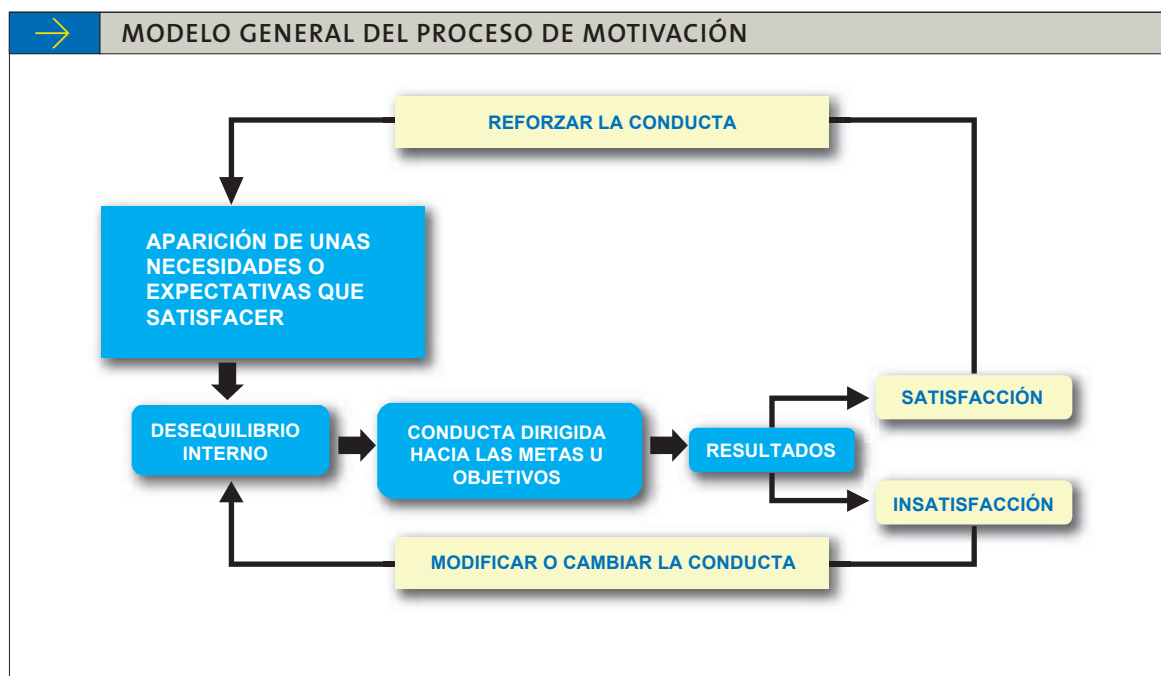 MODELO GENERAL DEL PROCESO DE MOTIVACIÓN
REFORZAR LA CONDUCTA
APARICIÓN DE UNAS
NECESIDADES O
EXPECTATIVAS QUE
SATISFACER
DESEQUILIBRIO
INTERNO
CONDUCTA DIRIGIDA
HACIA LAS METAS U
OBJETIVOS
RESULTADOS
SATISFACCIÓN
INSATISFACCIÓN
MODIFICAR O CAMBIAR LA CONDUCTA